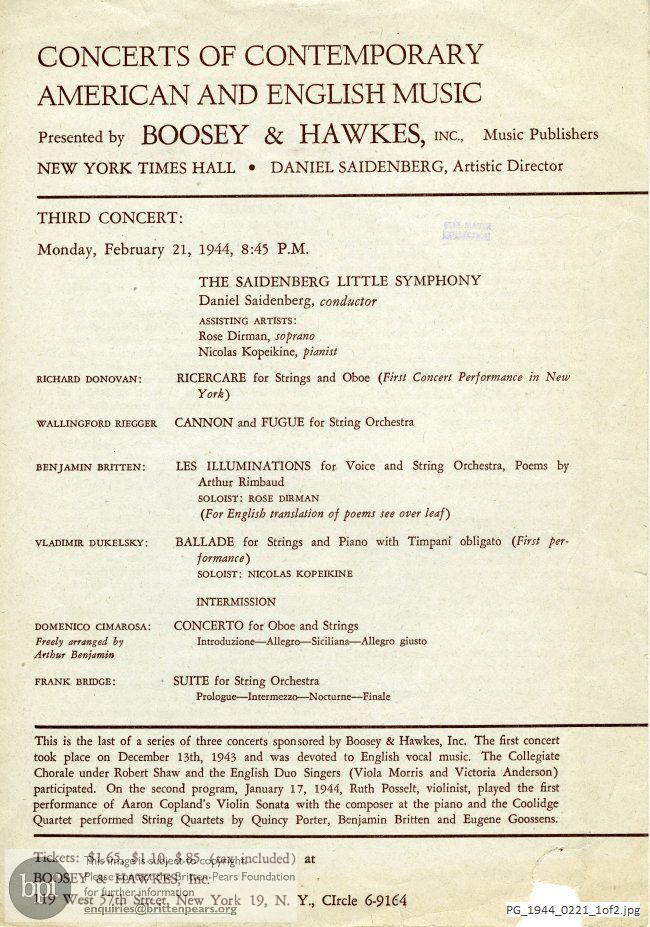 CONCERTS OF CONTEMPORARY
AMERICAN AND ENGLISH MUSIC
Presented by BOOSEY & HAWKES, INC., Music Publishers
NEW YORK TIMES HALL • DANIEL SAIDENBERG, Artistic Director
THIRD CONCERT:
Monday, February 21, 1944, 8:45 P.M.
THE SAIDENBERG LITTLE SYMPHONY
Daniel Saidenberg, conductor
ASSISTING ARTISTS:
Rose Dirman, soprano
Nicolas Kopeikine, pianist
RICHARD DONOVAN: RICERCARE for Strings and Oboe (First Concert Performance in New
York)
WALLINGFORD RIEGGER CANNON and FUGUE for String Orchestra
BENJAMIN BRITTEN: LES ILLUMINATIONS for Voice and String Orchestra, Poems by
Arthur Rimbaud
SOLOIST: ROSE DIRMAN
(For English translation of poems see over leaf)
VLADIMIR DUKELSKY: BALLADE for Strings and Piano with Timpani obligato (First per-
formance)
SOLOIST: NICOLAS KOPEIKINE
INTERMISSION
DOMENICO CIMAROSA: CONCERTO for Oboe and Strings
Freely arranged by Introduzione—Allegro—Siciliana—Allegro giusto
Arthur Benjamin
FRANK BRIDGE: SUITE for String Orchestra
Prologue—Intermezzo—Nocturne—Finale
This is the last of a series of three concerts sponsored by Boosey & Hawkes, Inc. The first concert
took place on December 13th, 1943 and was devoted to English vocal music. The Collegiate
Chorale under Robert Shaw and the English Duo Singers (Viola Morris and Victoria Anderson)
participated. On the second program, January 17, 1944, Ruth Posselt, violinist, played the first
performance of Aaron Copland's Violin Sonata with the composer at the piano and the Coolidge
Quartet performed String Quartets by Quincy Porter, Benjamin Britten and Eugene Goossens.
Tickets: $1.65, $1.10, $.85 (tax included) at
BOOSEY & HAWKES, Inc.
119 West 57th Street, New York 19, N. Y., CIrcle 6-9164
bpf
This image is subject to copyright.
Please contact the Britten-Pears Foundation
for further information
enquiries@brittenpears.org
PG_1944_0221_1of2.jpg